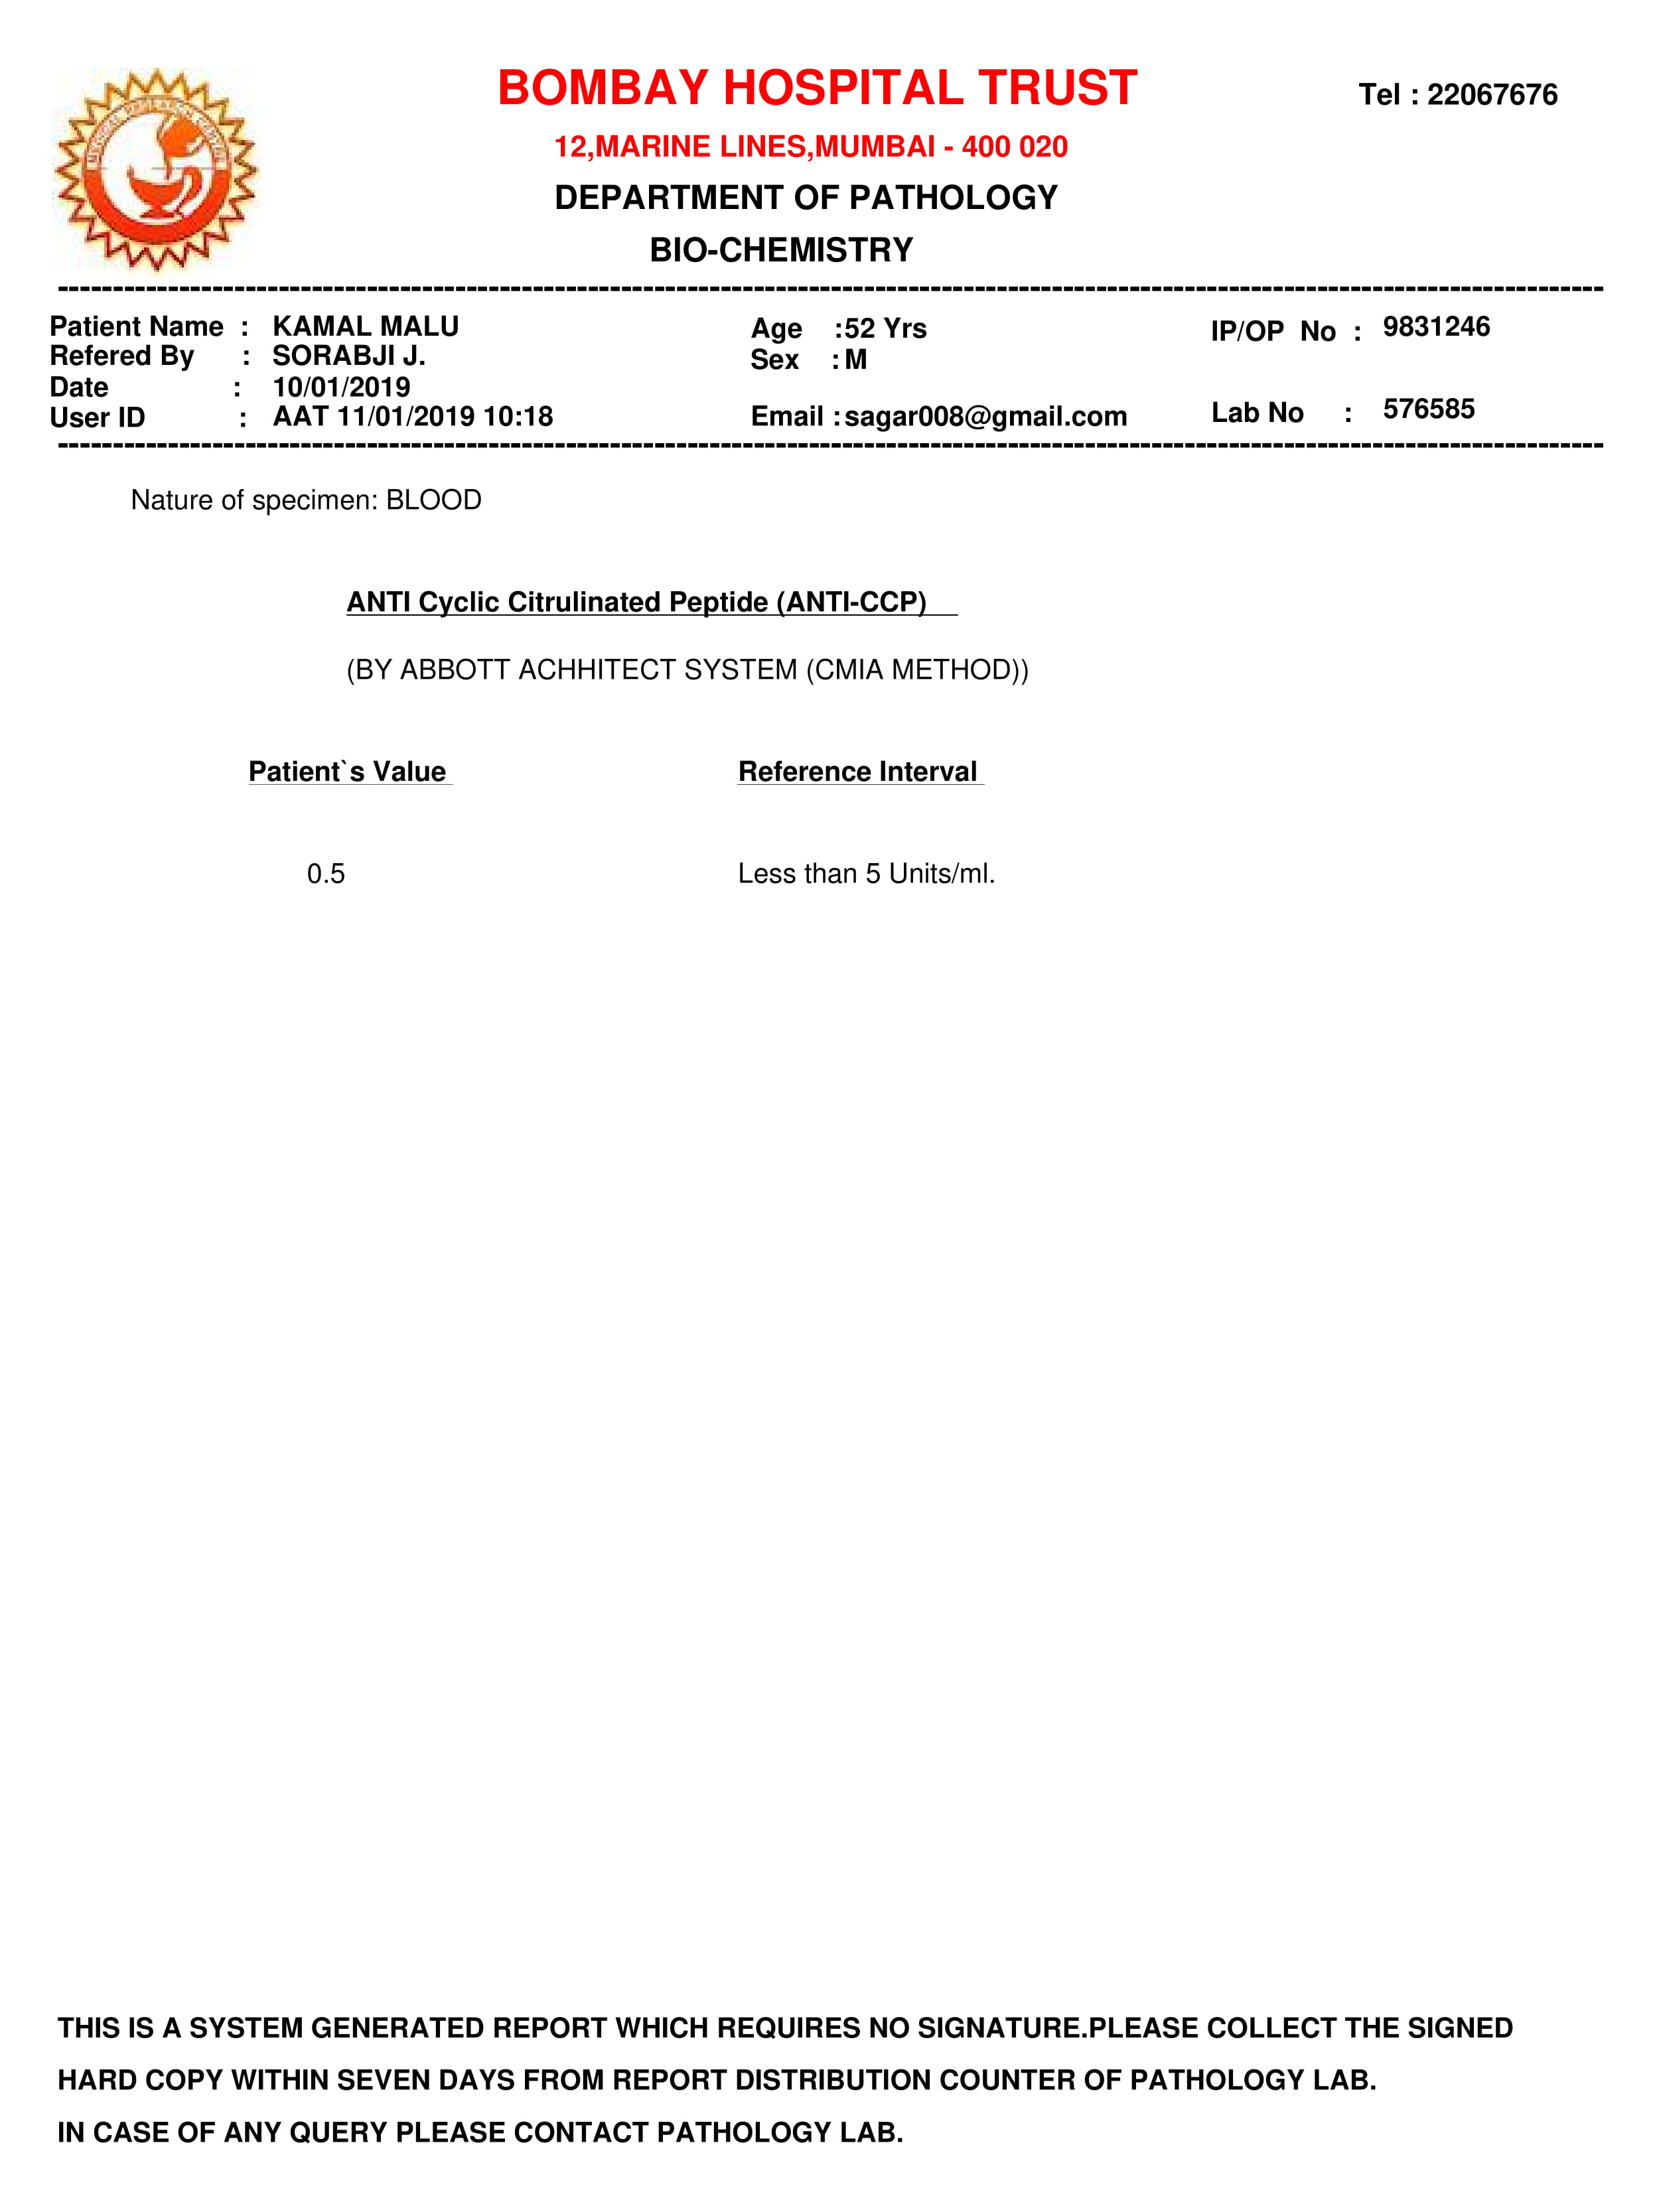 BOMBAY HOSPITAL TRUST
Tel : 22067676
12,MARINE LINES,MUMBAI - 400 020
DEPARTMENT OF PATHOLOGY
BIO-CHEMISTRY
Patient Name : KAMAL MALU Age :52 Yrs IP/OP No : 9831246
Refered By : SORABJI J. Sex : M
Date : 10/01/2019
User ID : AAT 11/01/2019 10:18 Email : sagar008@gmail.com Lab No : 576585
Nature of specimen: BLOOD
ANTI Cyclic Citrulinated Peptide (ANTI-CCP)
(BY ABBOTT ACHHITECT SYSTEM (CMIA METHOD))
Patient`s Value Reference Interval
0.5 Less than 5 Units/ml.
THIS IS A SYSTEM GENERATED REPORT WHICH REQUIRES NO SIGNATURE.PLEASE COLLECT THE SIGNED
HARD COPY WITHIN SEVEN DAYS FROM REPORT DISTRIBUTION COUNTER OF PATHOLOGY LAB.
IN CASE OF ANY QUERY PLEASE CONTACT PATHOLOGY LAB.